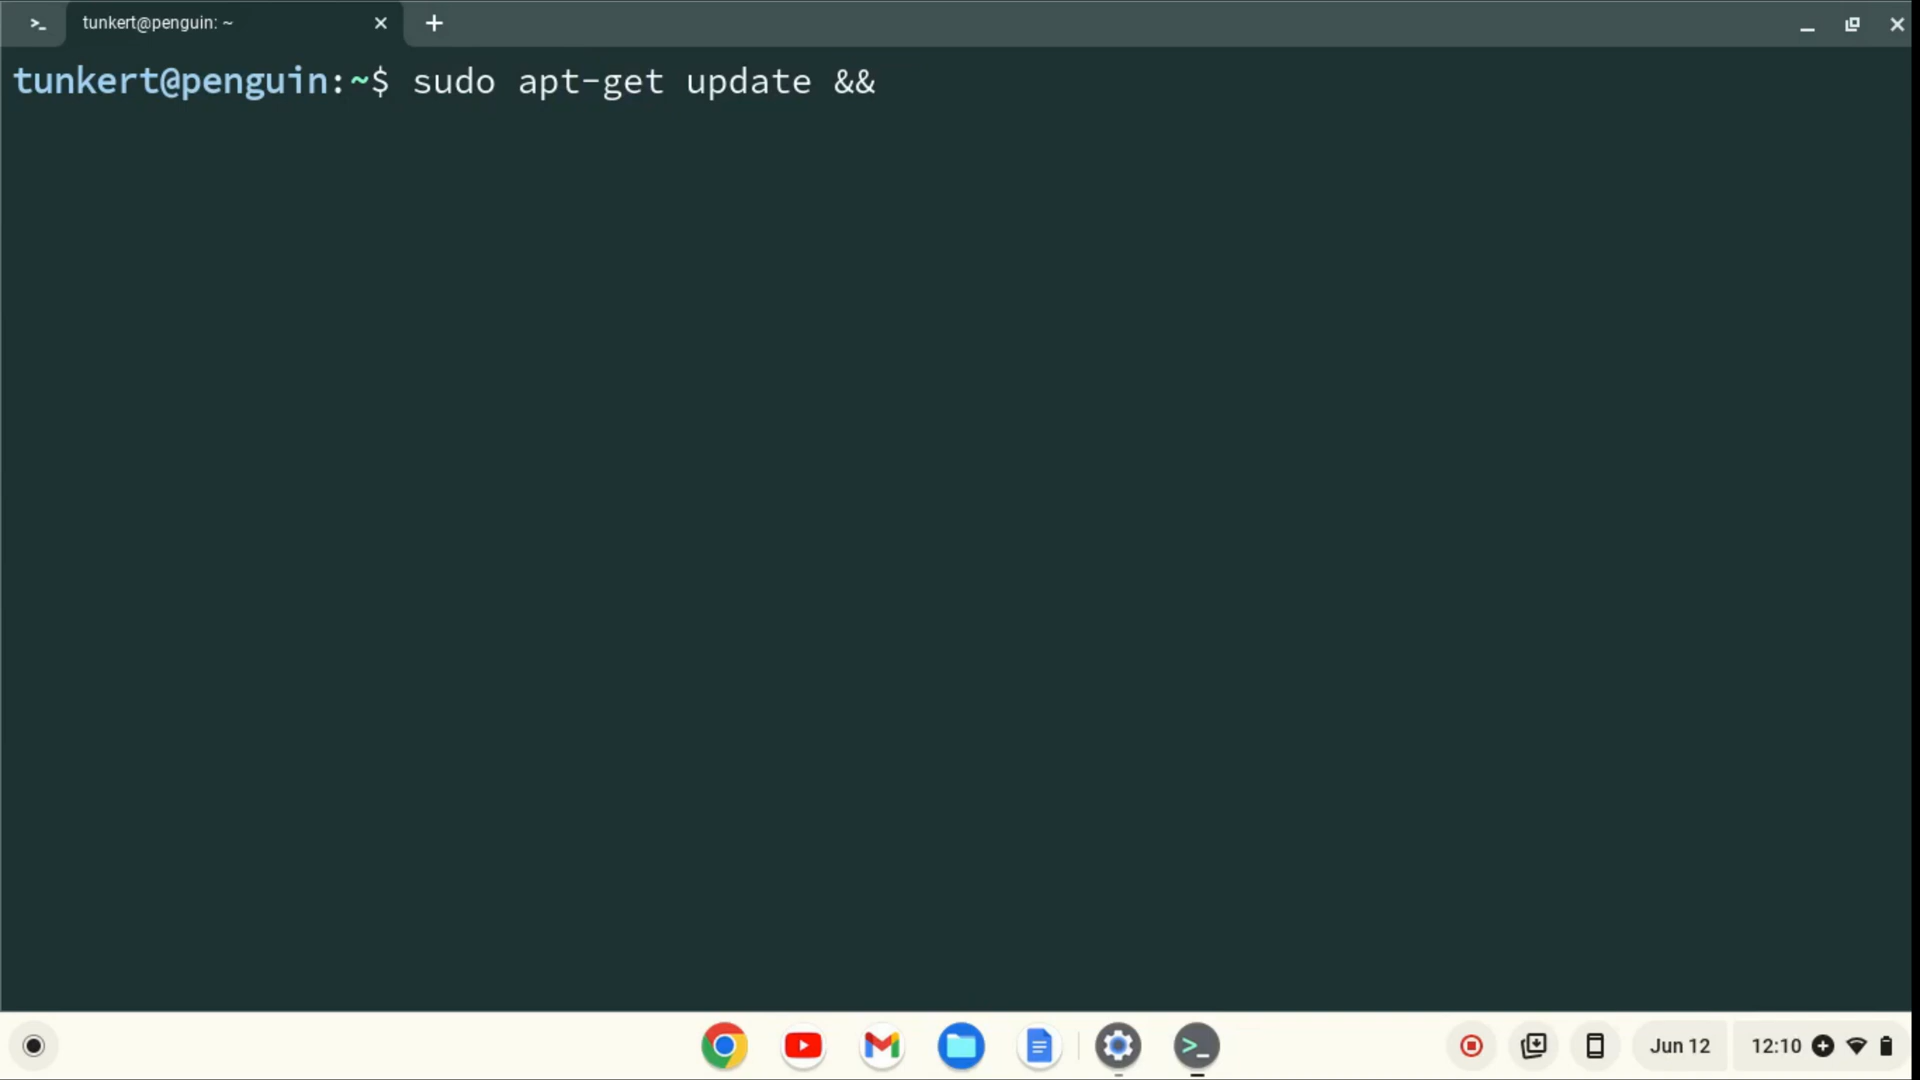 >_ tunkert@penguin: ~
tunkert@penguin:~$ sudo apt-get update &&
Jun 12 12:10